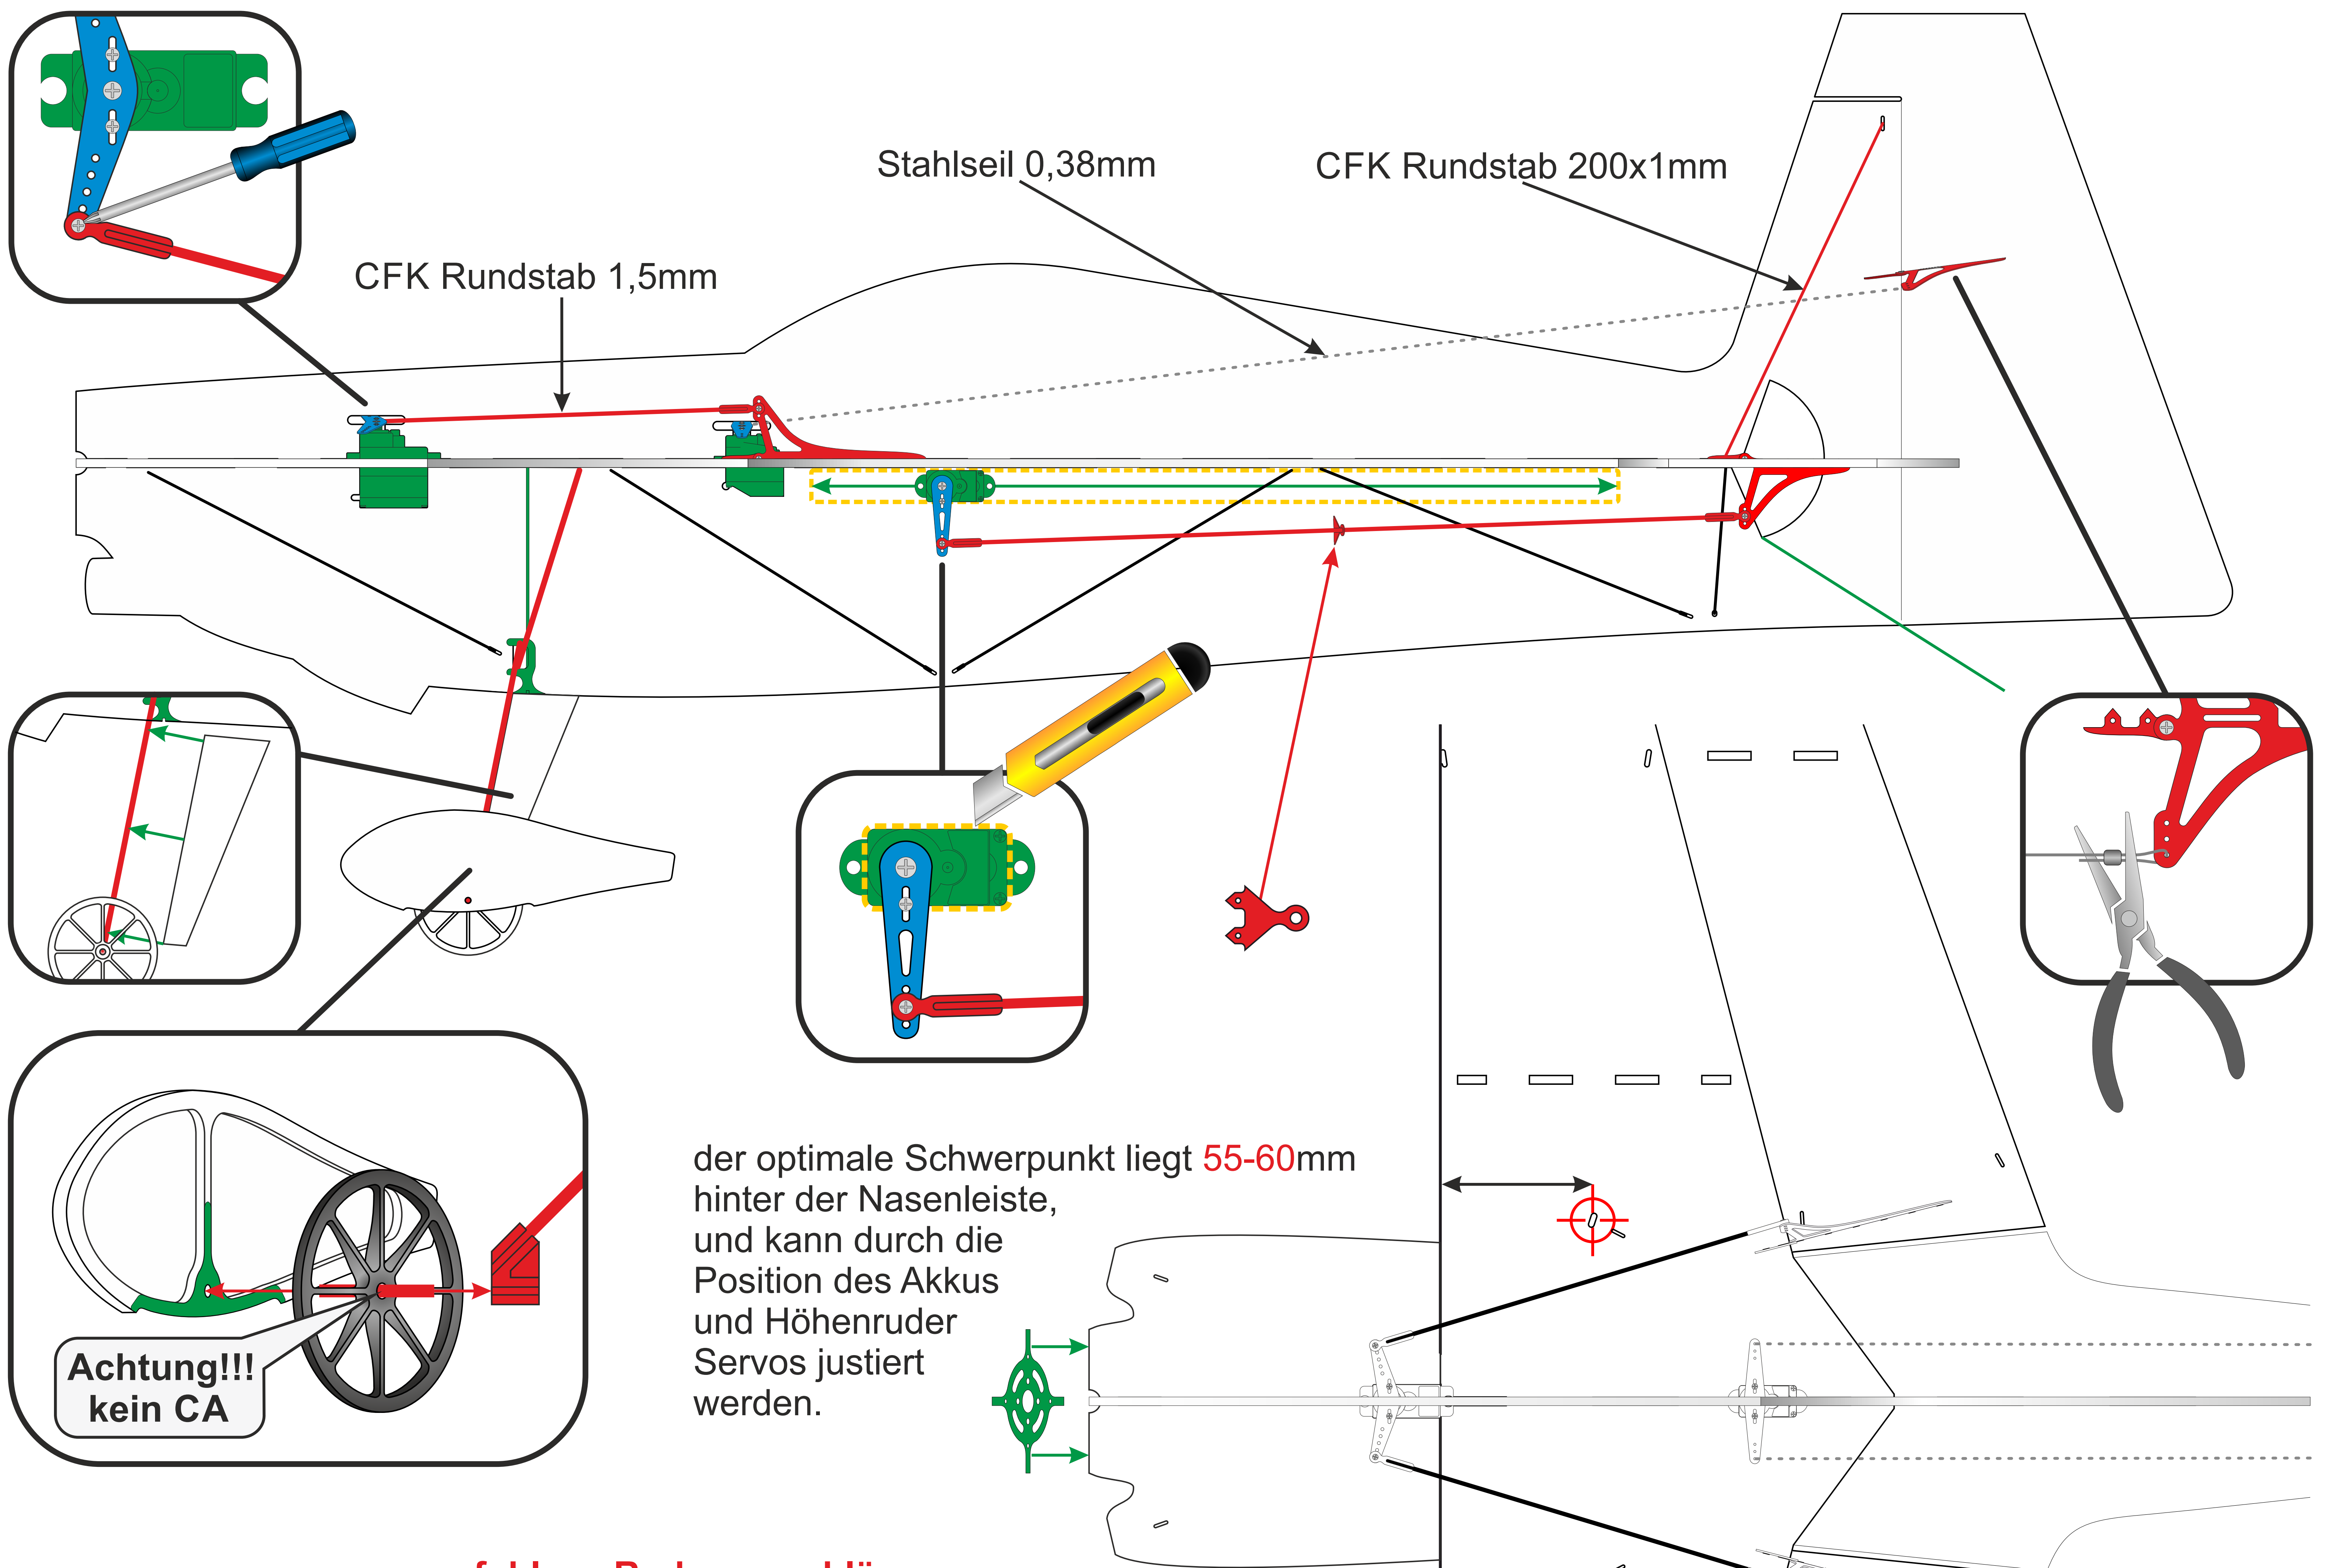 Stahlseil 0,38mm
CFK Rundstab 200x1mm
CFK Rundstab 1,5mm
der optimale Schwerpunkt liegt 55-60mm
hinter der Nasenleiste,
und kann durch die
Position des Akkus
und Höhenruder
Servos justiert
werden.
Achtung!!!
kein CA